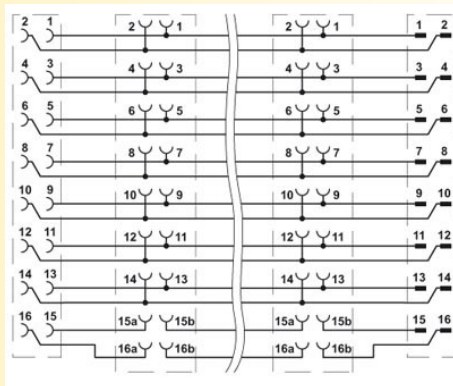 2 1 2 1 2 1 1 2
4 3 4 3 4 3 3 4
6 5 6 5 6 5 5 6
8 7 8 7 8 7 7 8
10 9 10 9 10 9 9 10
12 11 12 11 12 11 11 12
14 13 14 13 14 13 13 14
16 15 15a 15b 15a 15b 15 16
16a 16b 16a 16b